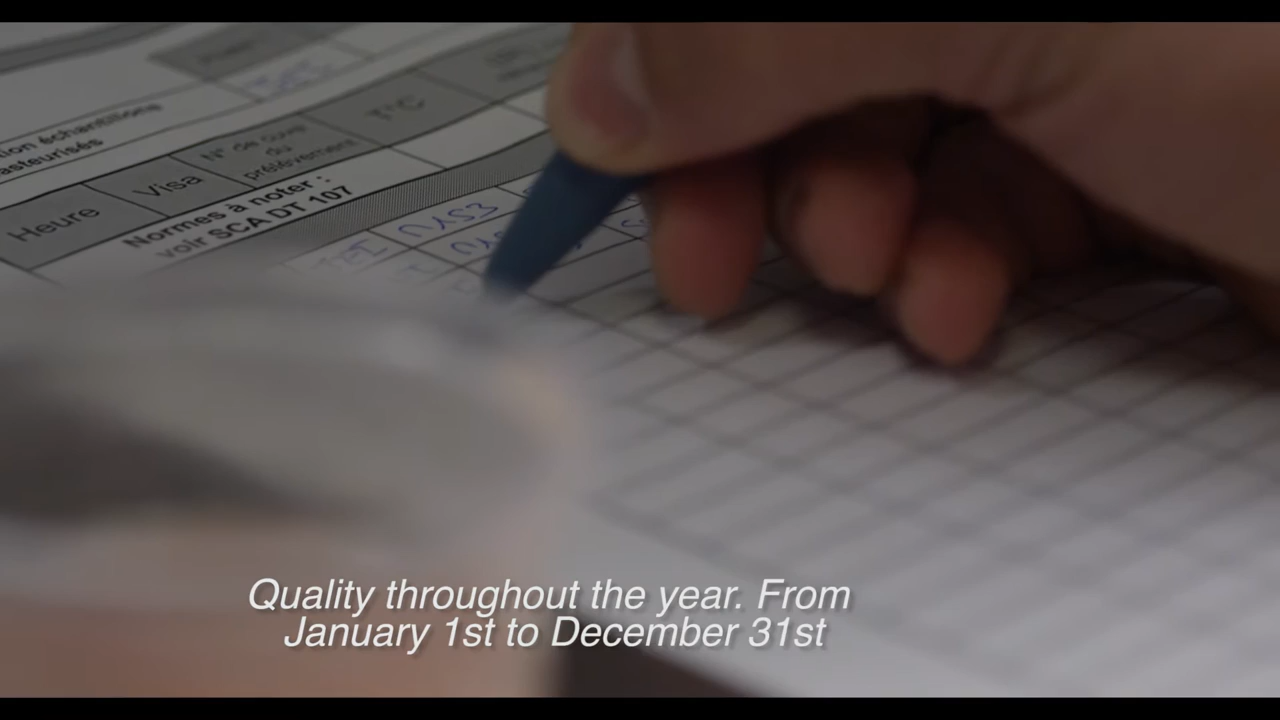 ion échantillons
asteurisés
Heure
Visa
N° de cuve
du
prélèvement
T°C
Normes à noter :
voir SCA DT 107
Quality throughout the year. From
January 1st to December 31st